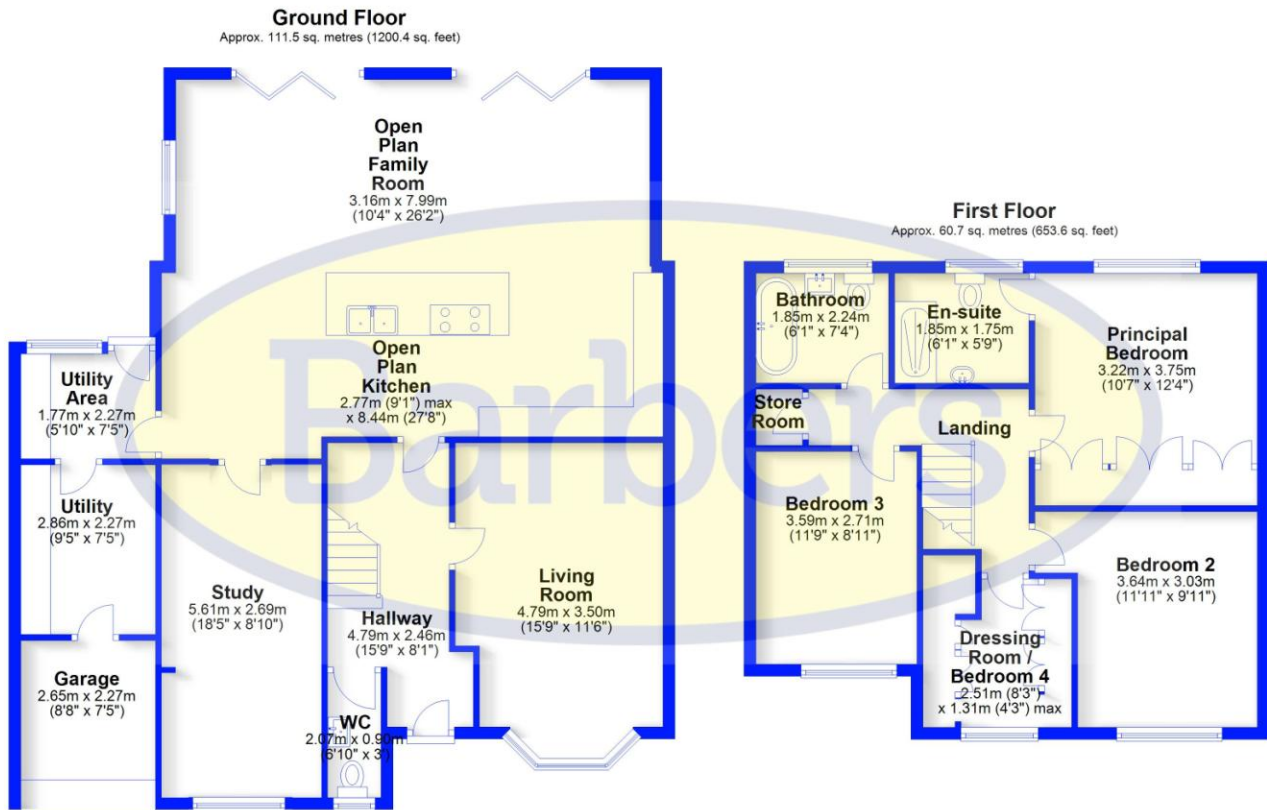 Ground Floor
Approx. 111.5 sq. metres (1200.4 sq. feet)
Open
Plan
Family
Room
3.16m x 7.99m
(10'4" x 26'2")
Open
Plan
Kitchen
2.77m (9'1") max
x 8.44m (27'8")
Utility
Area
1.77m x 2.27m
(5'10" x 7'5")
Utility
2.86m x 2.27m
(9'5" x 7'5")
Garage
2.65m x 2.27m
(8'8" x 7'5")
Study
5.61m x 2.69m
(18'5" x 8'10")
Hallway
4.79m x 2.46m
(15'9" x 8'1")
WC
2.07m x 0.90m
(6'10" x 3')
Living
Room
4.79m x 3.50m
(15'9" x 11'6")
First Floor
Approx. 60.7 sq. metres (653.6 sq. feet)
Bathroom
1.85m x 2.24m
(6'1" x 7'4")
En-suite
1.85m x 1.75m
(6'1" x 5'9")
Principal
Bedroom
3.22m x 3.75m
(10'7" x 12'4")
Store
Room
Landing
Bedroom 3
3.59m x 2.71m
(11'9" x 8'11")
Bedroom 2
3.64m x 3.03m
(11'11" x 9'11")
Dressing
Room /
Bedroom 4
2.51m (8'3")
x 1.31m (4'3") max
Barbers